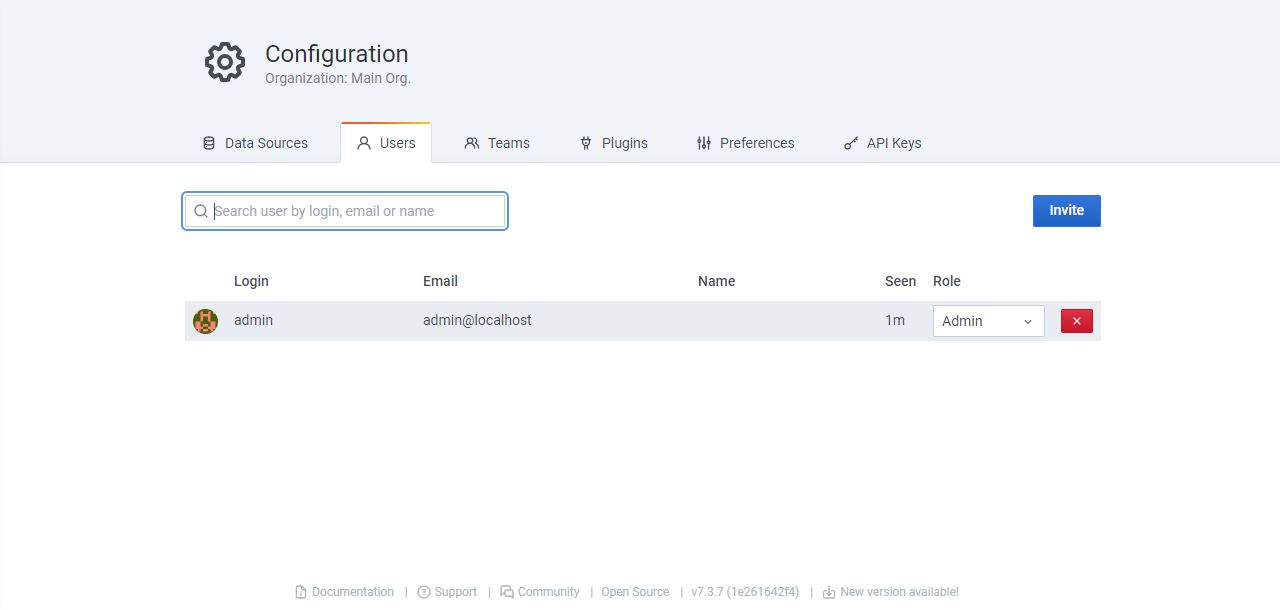 Configuration
Organization: Main Org.
Data Sources Users Teams Plugins Preferences API Keys
Search user by login, email or name Invite
Login Email Name Seen Role
admin admin@localhost 1m Admin
Documentation | Support | Community | Open Source | v7.3.7 (1e261642f4) | New version available!